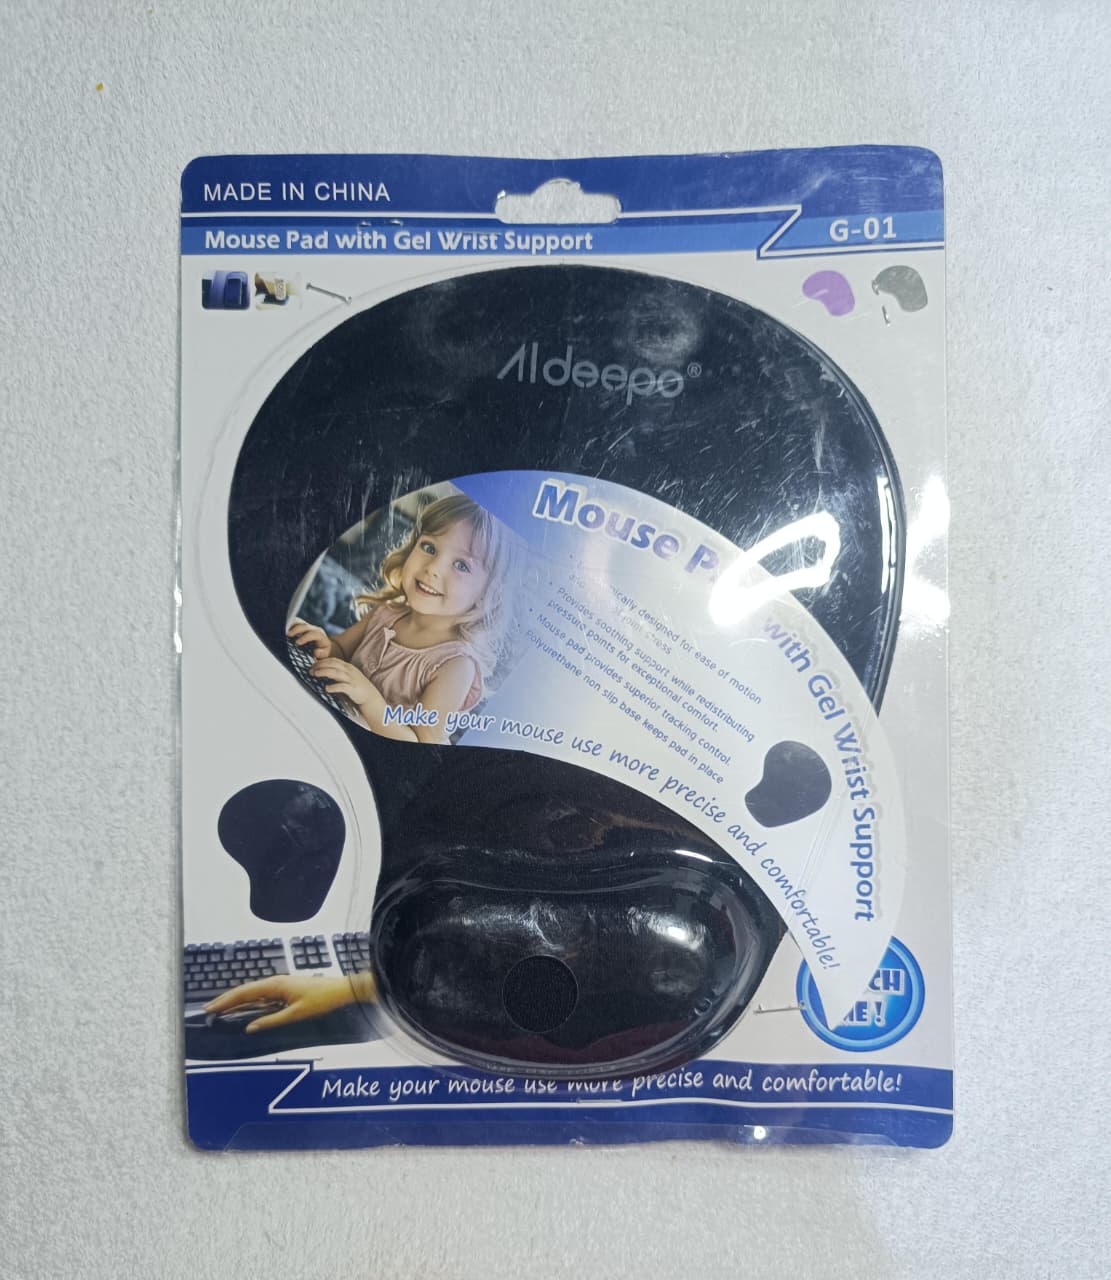 MADE IN CHINA
Mouse Pad with Gel Wrist Support
G-01
Aldeepo®
Mouse
with Gel Wrist Support
designed for ease of motion
stress
Provides soothing support while redistributing
pressure points for exceptional comfort.
Mouse pad provides superior tracking control.
Polyurethane non slip base keeps pad in place
Make your mouse use more precise and comfortable!
ME !
Make your mouse use more precise and comfortable!